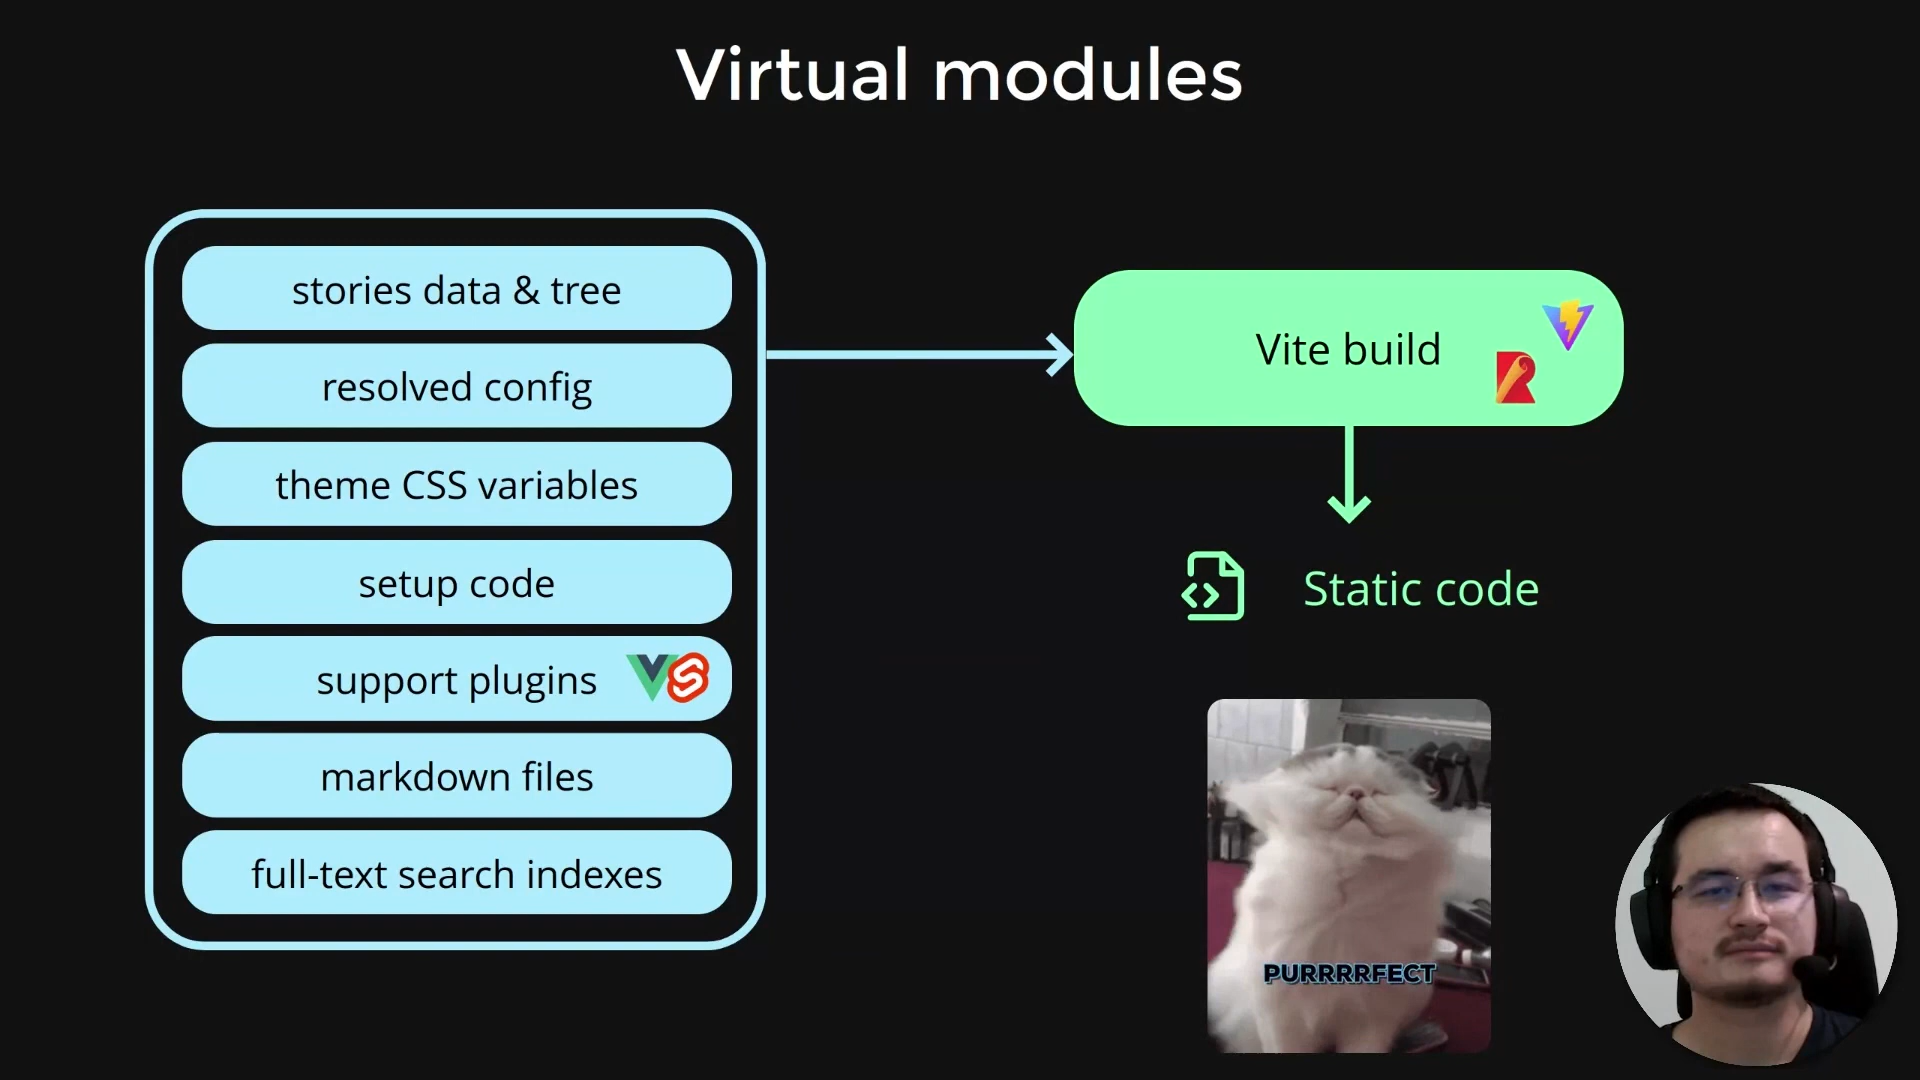 Virtual modules
stories data & tree
resolved config
theme CSS variables
setup code
support plugins
markdown files
full-text search indexes
Vite build
Static code
PURRRRFECT